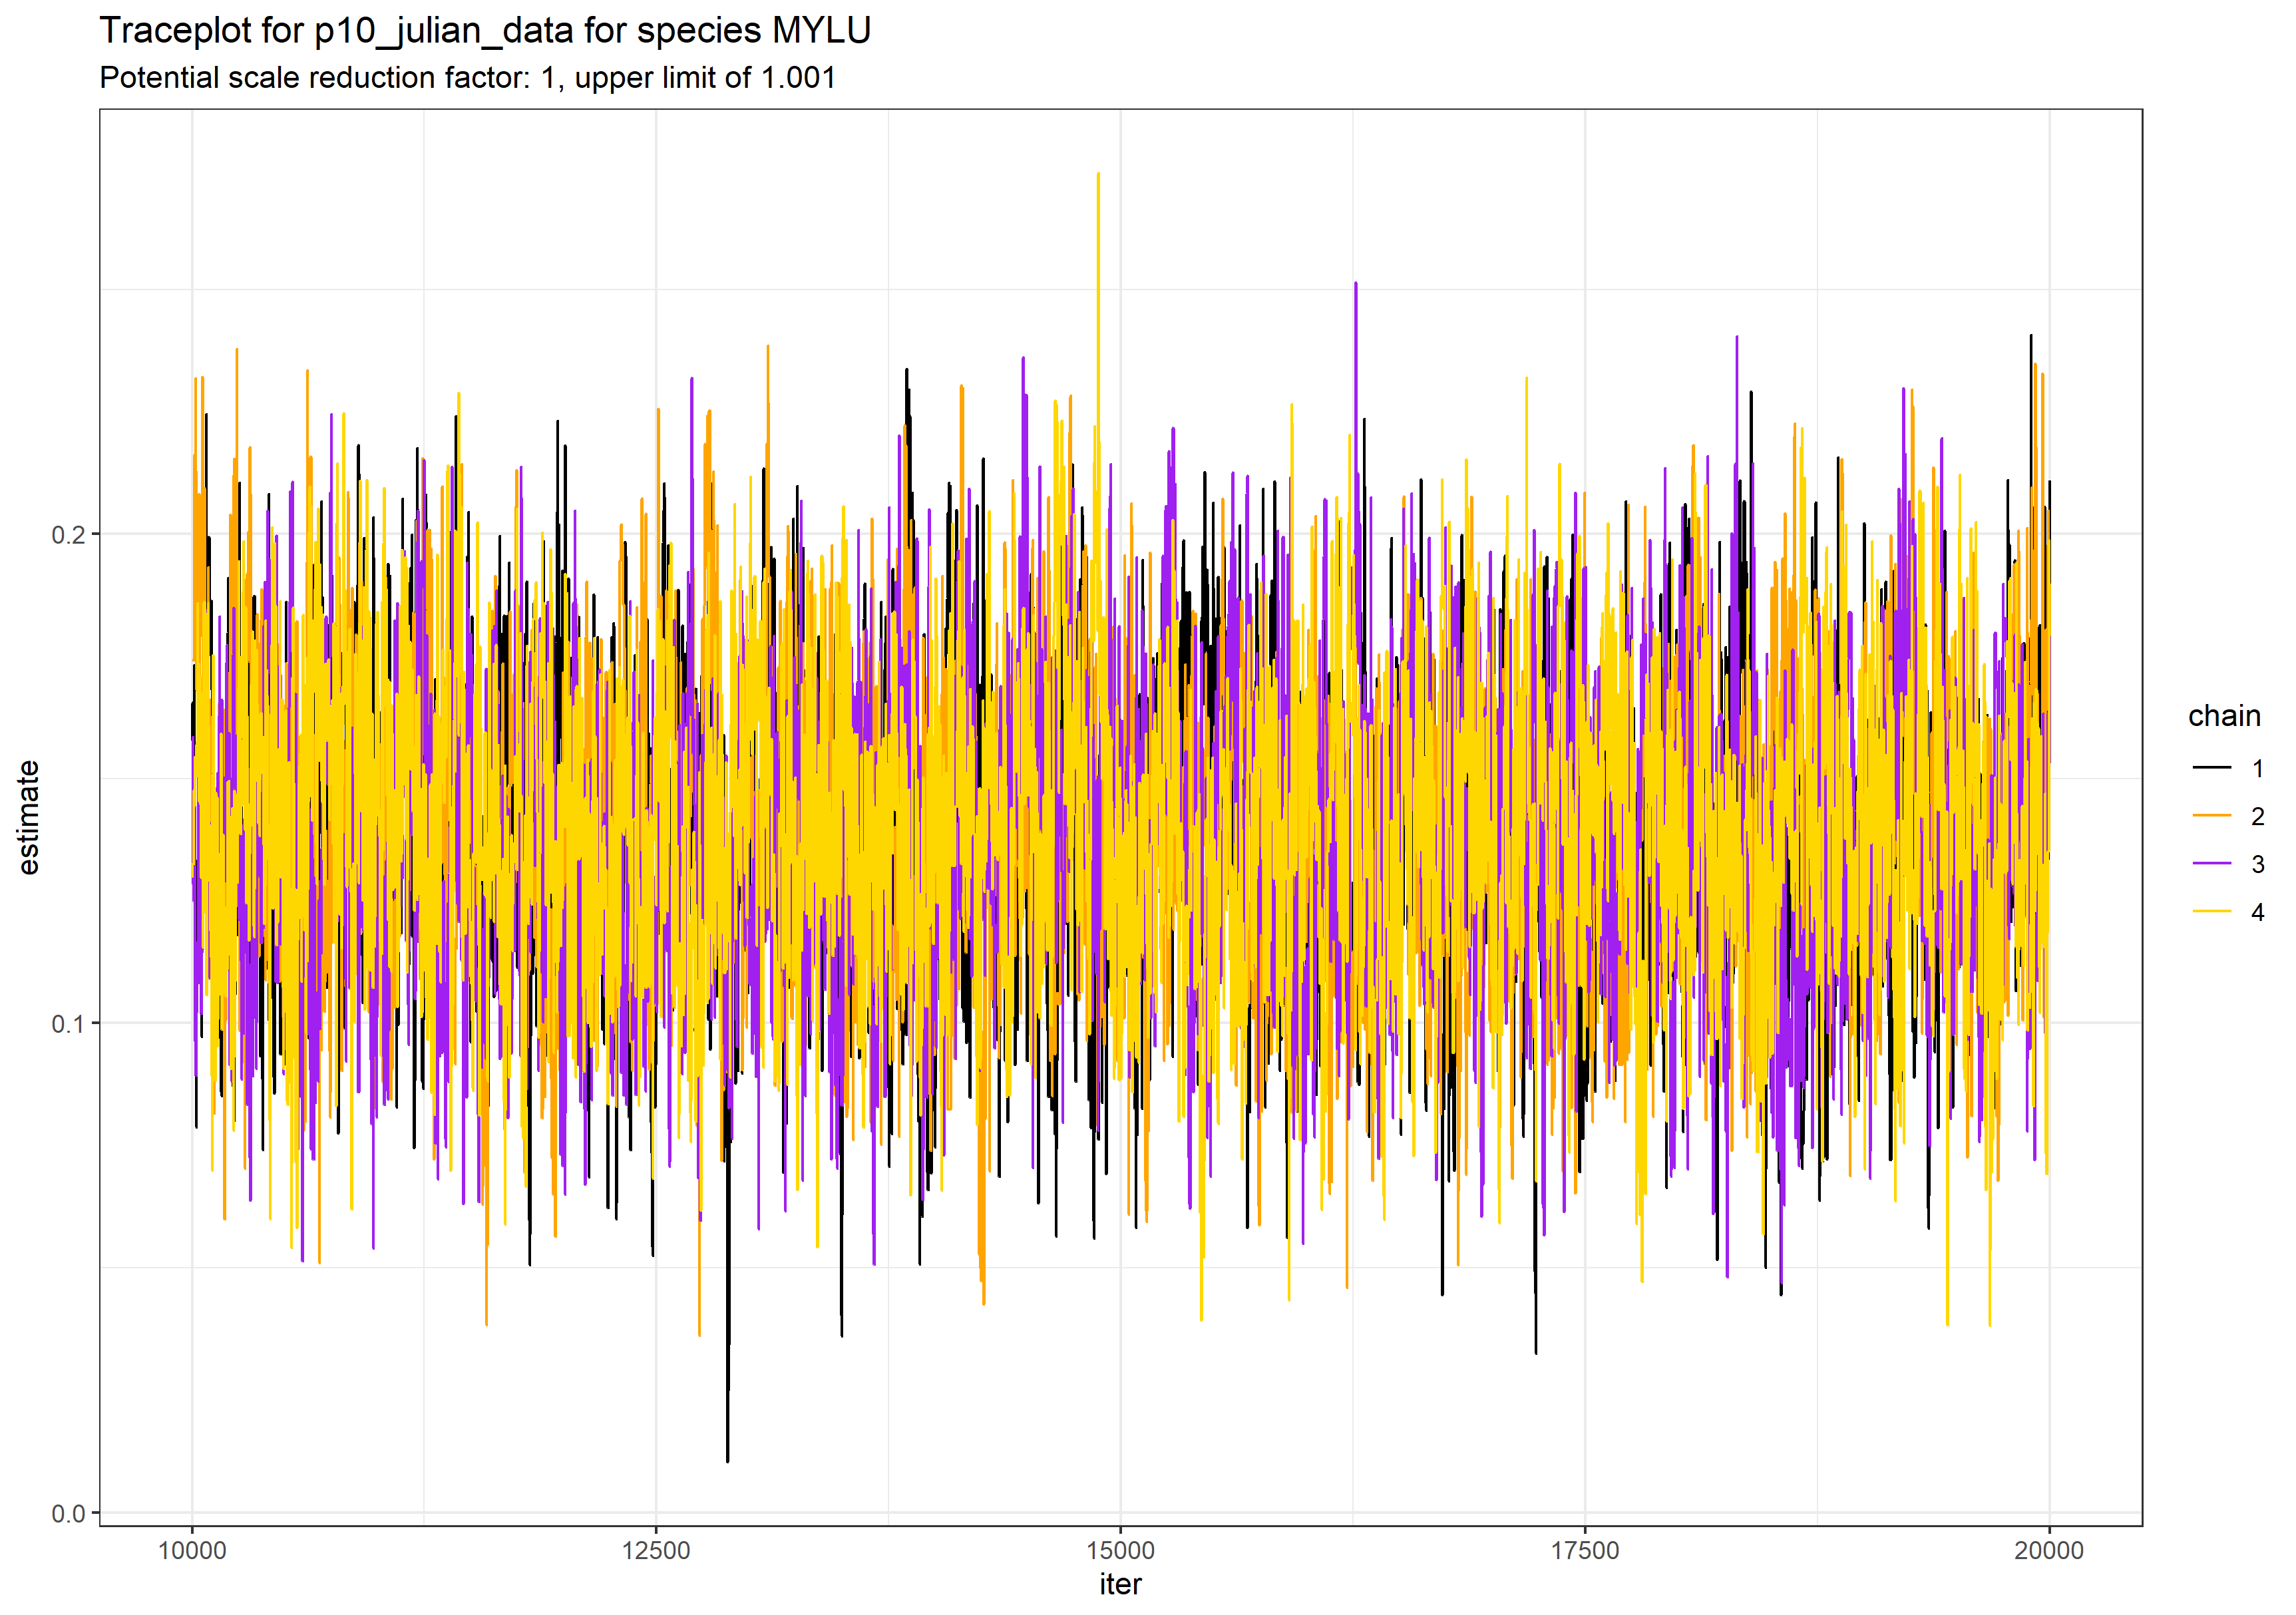 Traceplot for p10_julian_data for species MYLU
Potential scale reduction factor: 1, upper limit of 1.001
estimate
0.2
0.1
0.0
10000 12500 15000 17500 20000
iter
chain
1
2
3
4